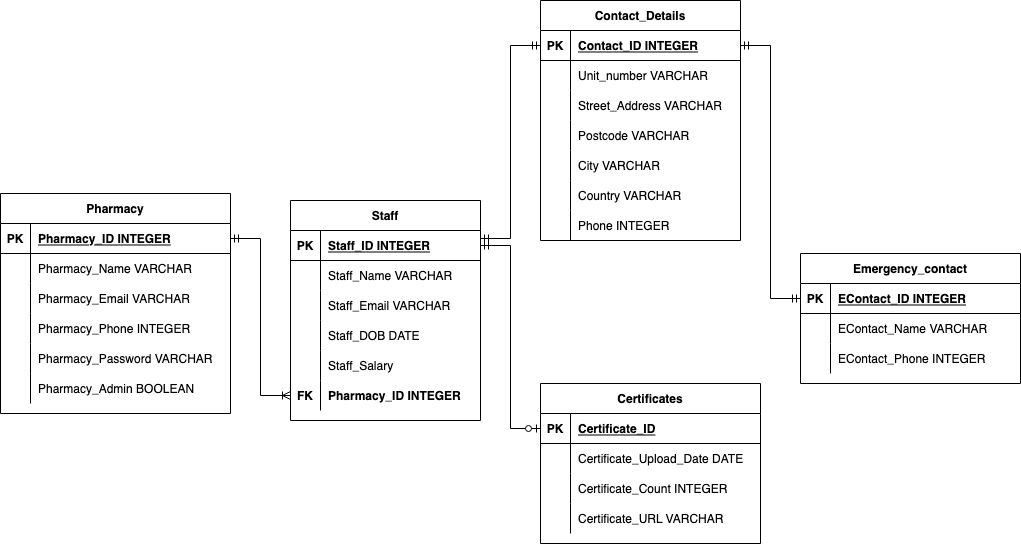 Contact_Details
PK Contact_ID INTEGER
Unit_number VARCHAR
Street_Address VARCHAR
Postcode VARCHAR
City VARCHAR
Country VARCHAR
Phone INTEGER
Pharmacy
PK Pharmacy_ID INTEGER
Pharmacy_Name VARCHAR
Pharmacy_Email VARCHAR
Pharmacy_Phone INTEGER
Pharmacy_Password VARCHAR
Pharmacy_Admin BOOLEAN
Staff
PK Staff_ID INTEGER
Staff_Name VARCHAR
Staff_Email VARCHAR
Staff_DOB DATE
Staff_Salary
FK Pharmacy_ID INTEGER
Emergency_contact
PK EContact_ID INTEGER
EContact_Name VARCHAR
EContact_Phone INTEGER
Certificates
PK Certificate_ID
Certificate_Upload_Date DATE
Certificate_Count INTEGER
Certificate_URL VARCHAR